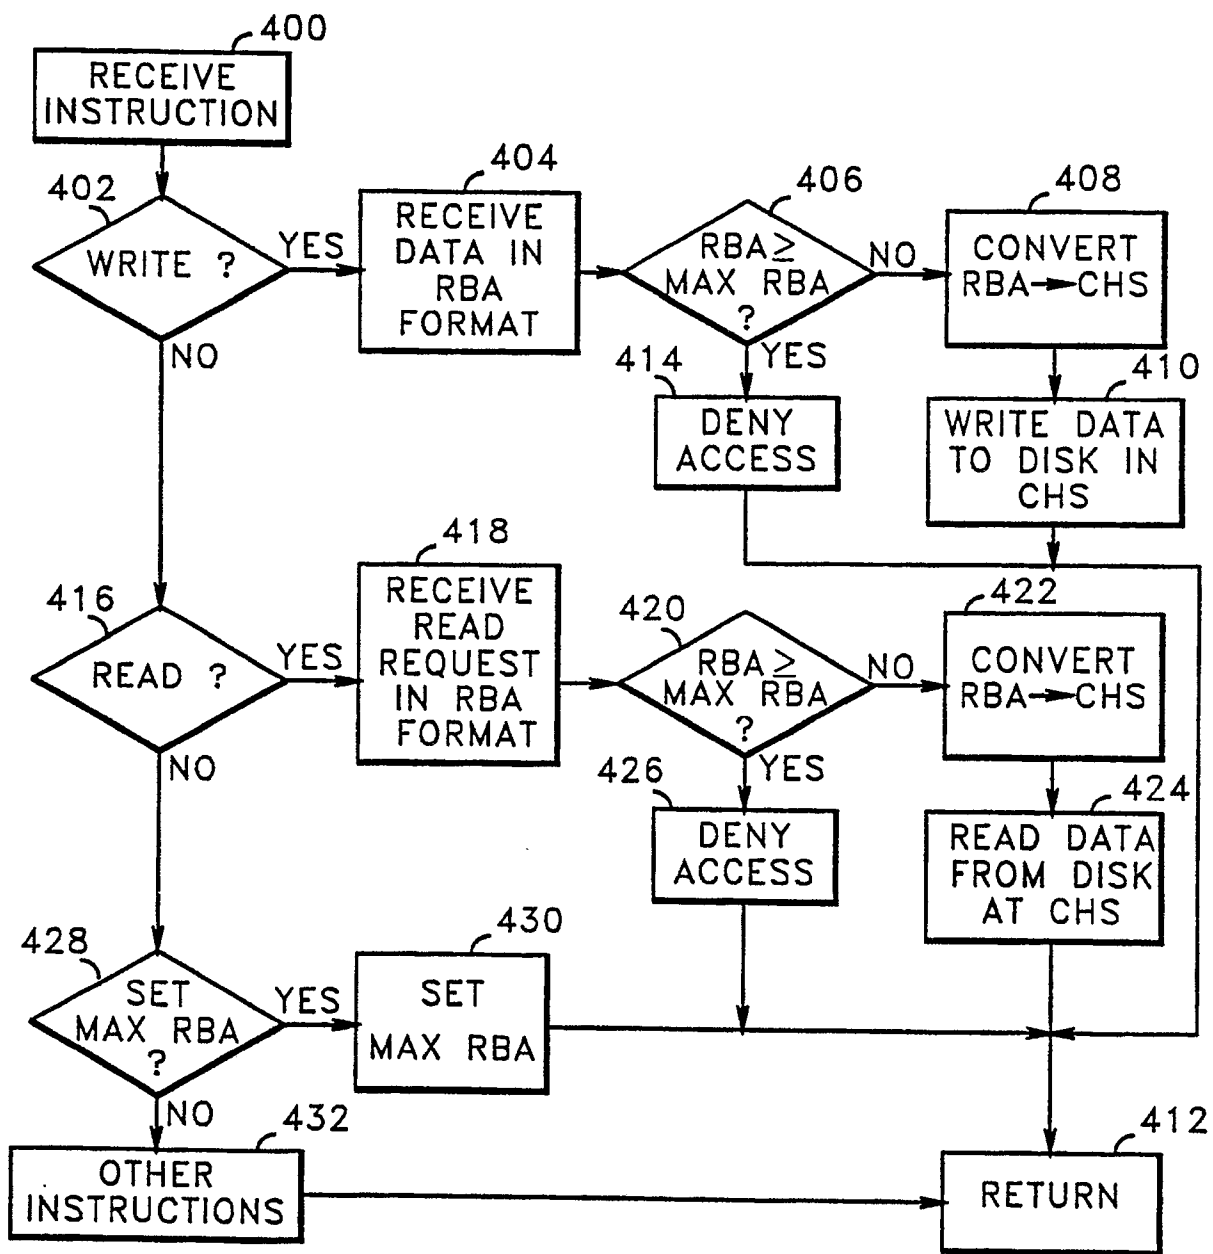 400
RECEIVE
INSTRUCTION
402
WRITE ?
YES
NO
404
RECEIVE
DATA IN
RBA
FORMAT
406
RBA≥
MAX RBA
?
NO
YES
408
CONVERT
RBA→CHS
414
DENY
ACCESS
410
WRITE DATA
TO DISK IN
CHS
416
READ ?
YES
NO
418
RECEIVE
READ
REQUEST
IN RBA
FORMAT
420
RBA≥
MAX RBA
?
NO
YES
422
CONVERT
RBA→CHS
426
DENY
ACCESS
424
READ DATA
FROM DISK
AT CHS
428
SET
MAX RBA
?
YES
NO
430
SET
MAX RBA
432
OTHER
INSTRUCTIONS
412
RETURN